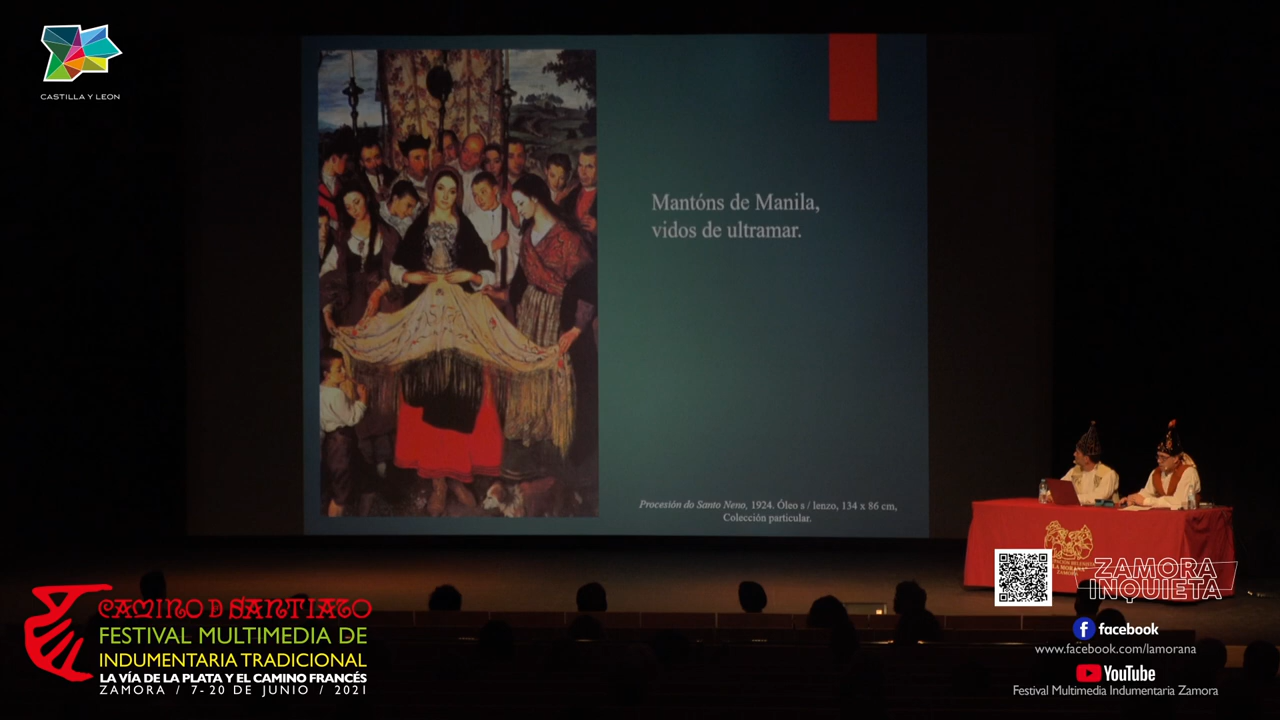 CASTILLA Y LEON
Mantóns de Manila,
vidos de ultramar.
Procesión do Santo Neno, 1924. Óleo s / lenzo, 134 x 86 cm,
Colección particular.
ZAMORA
INQUIETA
facebook
www.facebook.com/lamorana
YouTube
Festival Multimedia Indumentaria Zamora
CAMINO D SANTIAGO
FESTIVAL MULTIMEDIA DE
INDUMENTARIA TRADICIONAL
LA VÍA DE LA PLATA Y EL CAMINO FRANCÉS
ZAMORA / 7-20 DE JUNIO / 2021